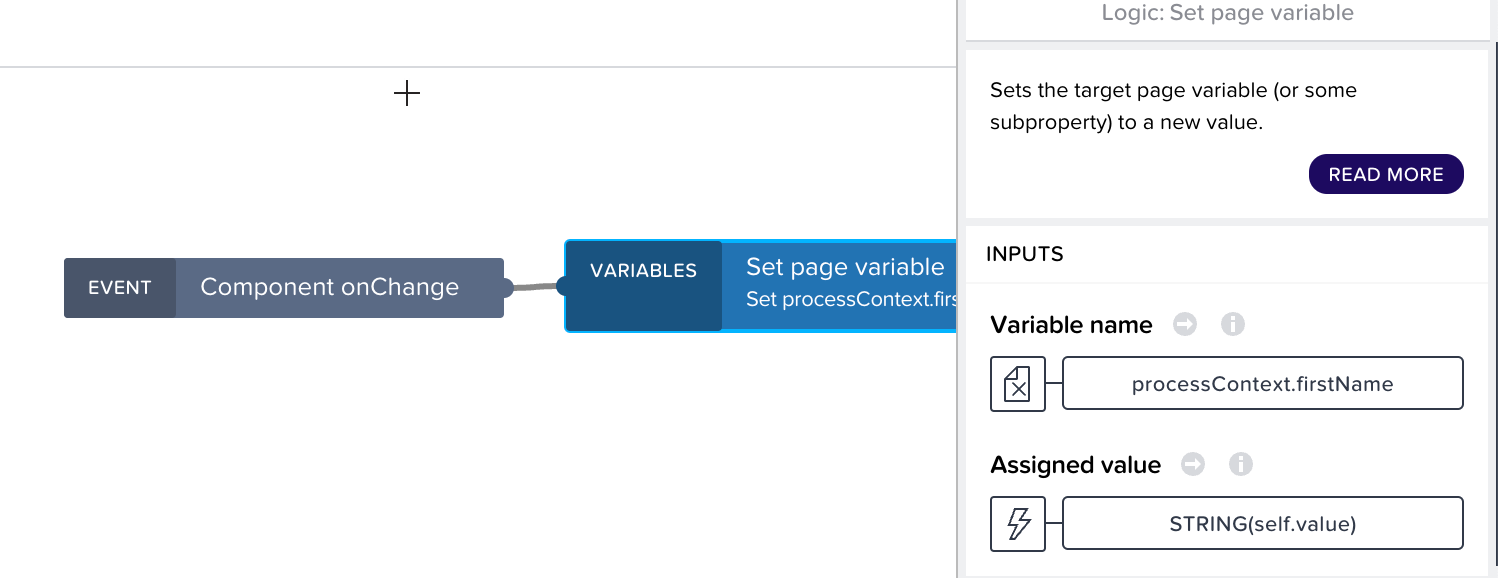 Logic: Set page variable
Sets the target page variable (or some
subproperty) to a new value.
READ MORE
EVENT
Component onChange
VARIABLES
Set page variable
Set processContext.firs
INPUTS
Variable name
processContext.firstName
Assigned value
STRING(self.value)